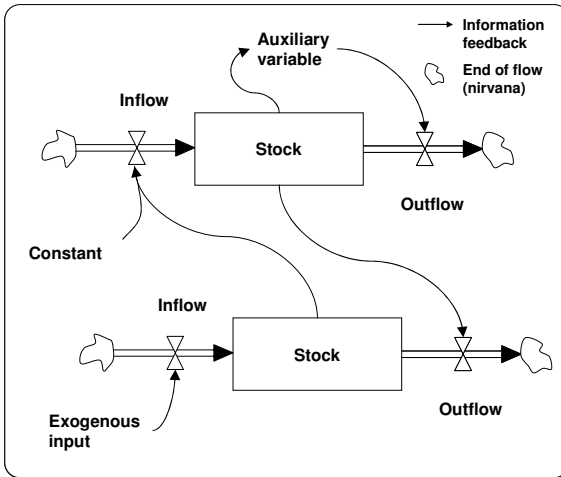 Information
feedback
End of flow
(nirvana)
Auxiliary
variable
Inflow
Stock
Outflow
Constant
Inflow
Stock
Outflow
Exogenous
input